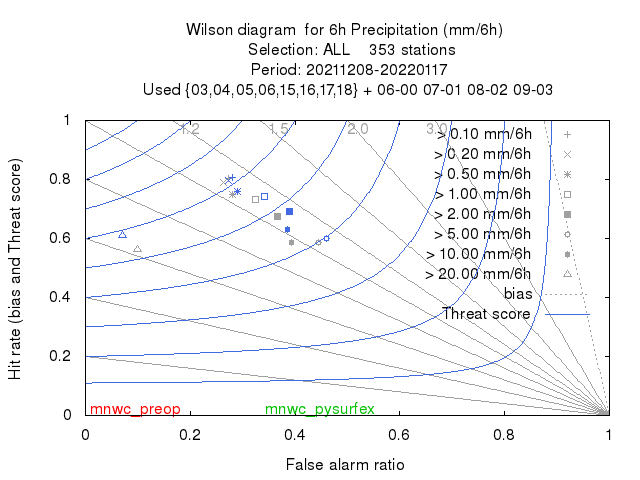 Wilson diagram  for 6h Precipitation (mm/6h)
Selection: ALL    353 stations
Period: 20211208-20220117
Used {03,04,05,06,15,16,17,18} + 06-00 07-01 08-02 09-03
1.2 1.5 2.0 3.0
> 0.10 mm/6h
> 0.20 mm/6h
> 0.50 mm/6h
> 1.00 mm/6h
> 2.00 mm/6h
> 5.00 mm/6h
> 10.00 mm/6h
> 20.00 mm/6h
bias
Threat score
1
0.8
0.6
0.4
0.2
0
Hit rate (bias and Threat score)
mnwc_preop mnwc_pysurfex
0 0.2 0.4 0.6 0.8 1
False alarm ratio